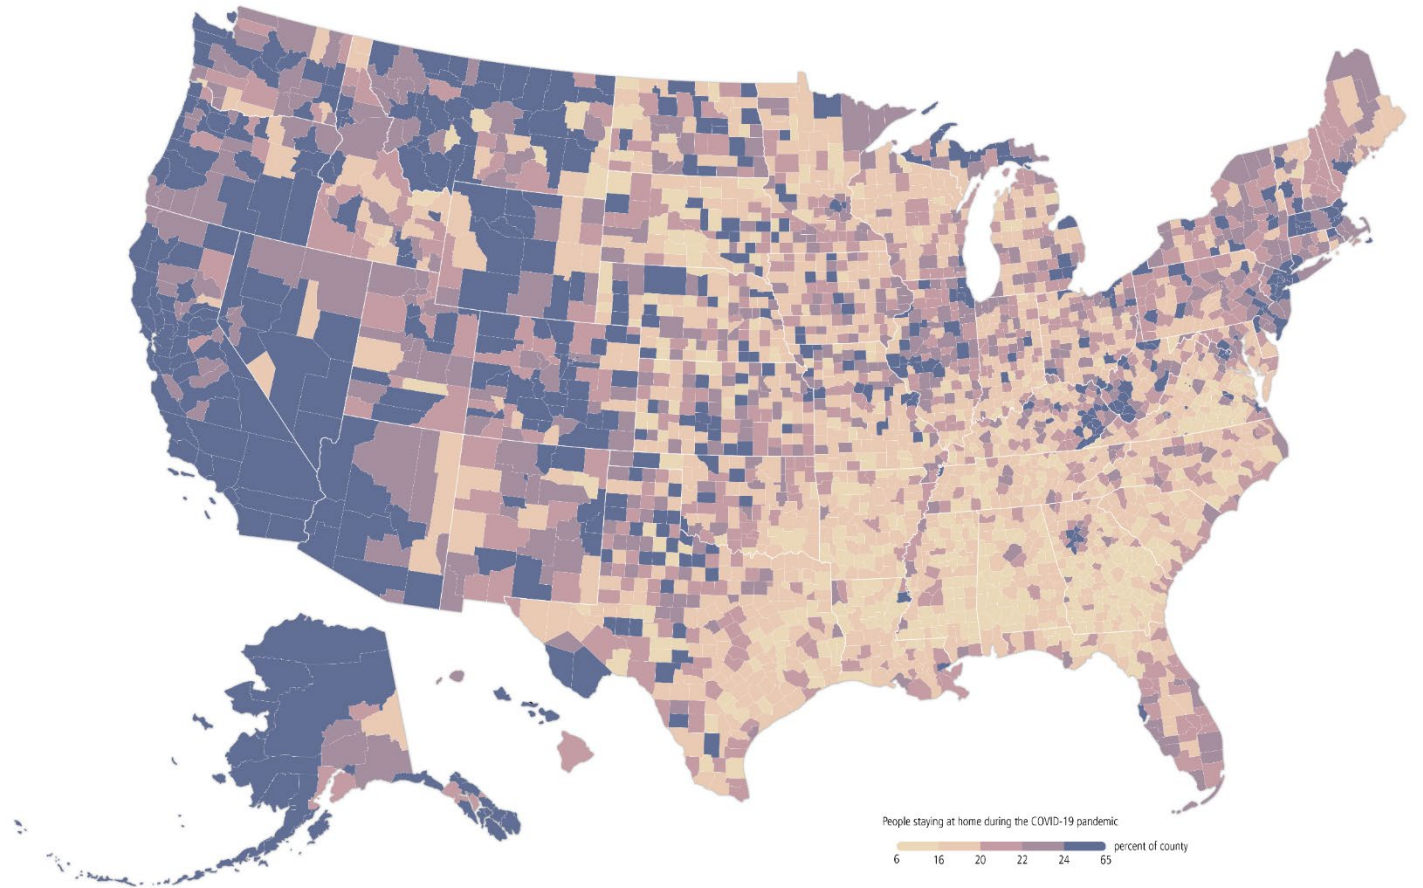 People staying at home during the COVID-19 pandemic
percent of county
6 16 20 22 24 65